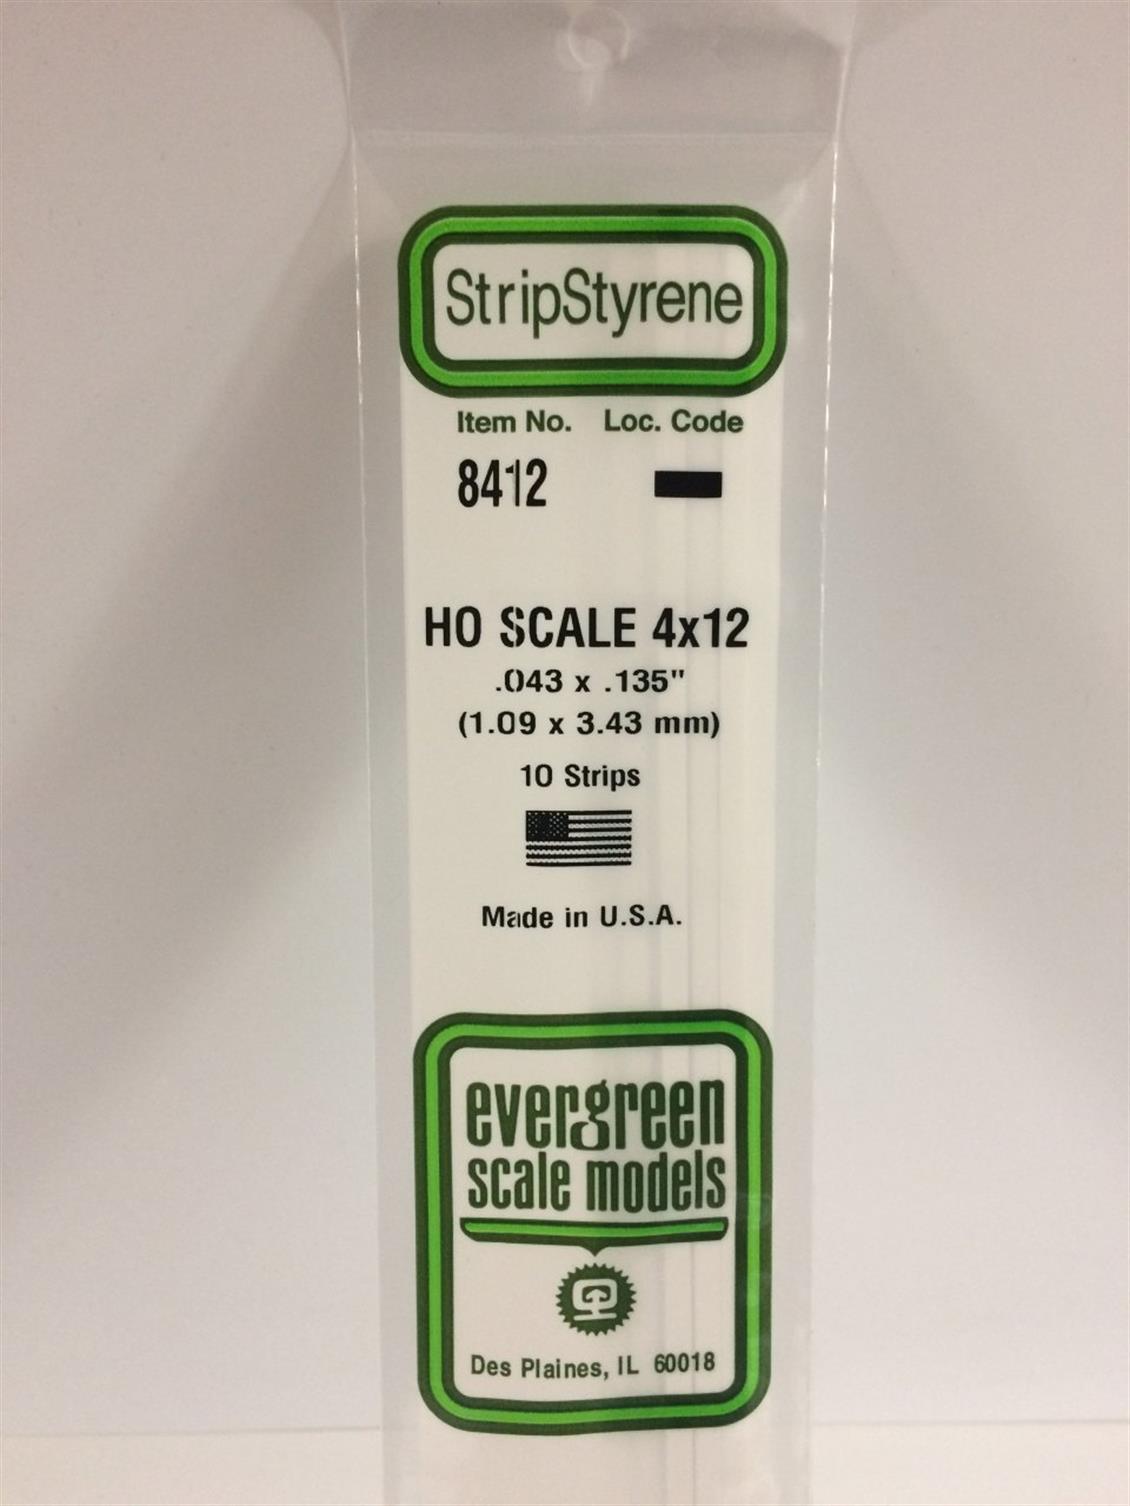 StripStyrene
Item No. Loc. Code
8412
HO SCALE 4x12
.043 x .135"
(1.09 x 3.43 mm)
10 Strips
Made in U.S.A.
evergreen
scale models
Des Plaines, IL 60018